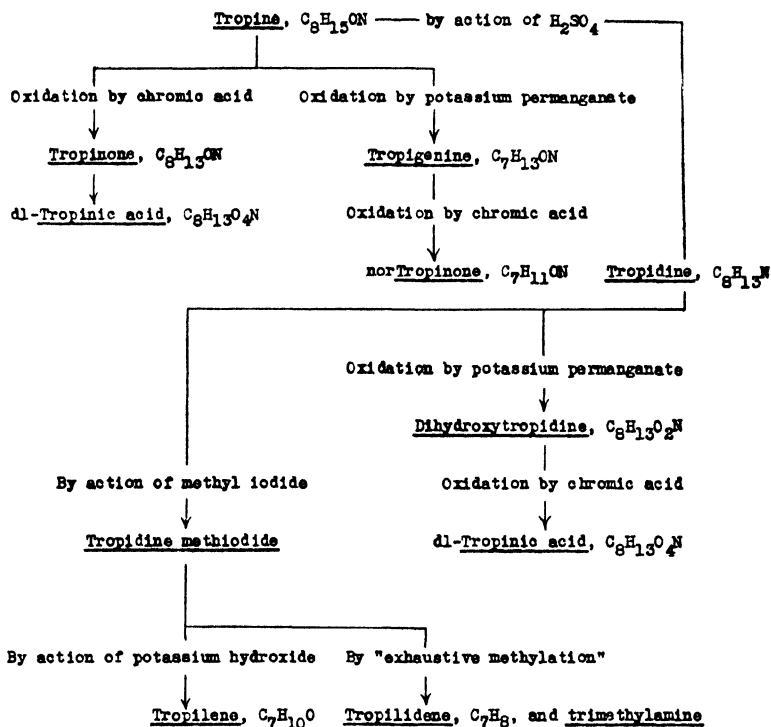 Tropine, C8H15ON — by action of H2SO4
Oxidation by chromic acid Oxidation by potassium permanganate
Tropinone, C8H13ON Tropigenine, C7H13ON
dl-Tropinic acid, C8H13O4N Oxidation by chromic acid
norTropinone, C7H11ON Tropidine, C8H13N
Oxidation by potassium permanganate
Dihydroxytropidine, C8H13O2N
By action of methyl iodide Oxidation by chromic acid
Tropidine methiodide dl-Tropinic acid, C8H13O4N
By action of potassium hydroxide By "exhaustive methylation"
Tropilene, C7H10O Tropilidene, C7H8, and trimethylamine